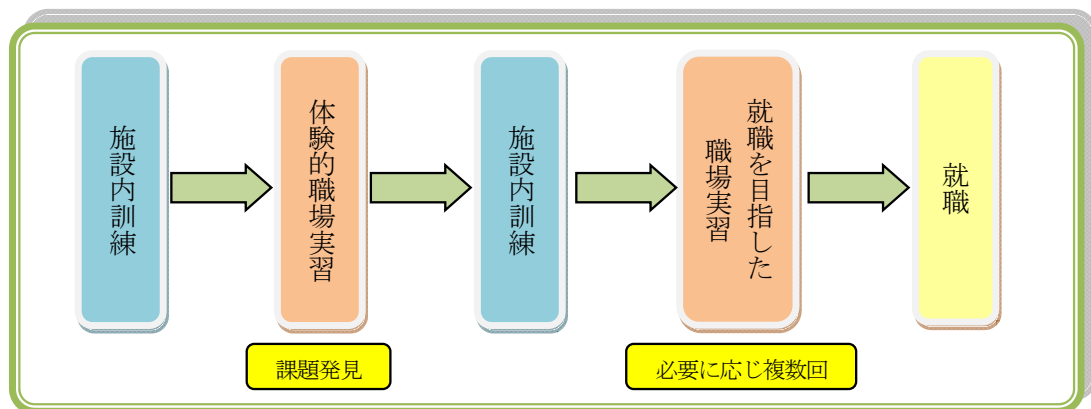 施設内訓練
体験的職場実習
施設内訓練
就職を目指した
職場実習
就職
課題発見
必要に応じ複数回